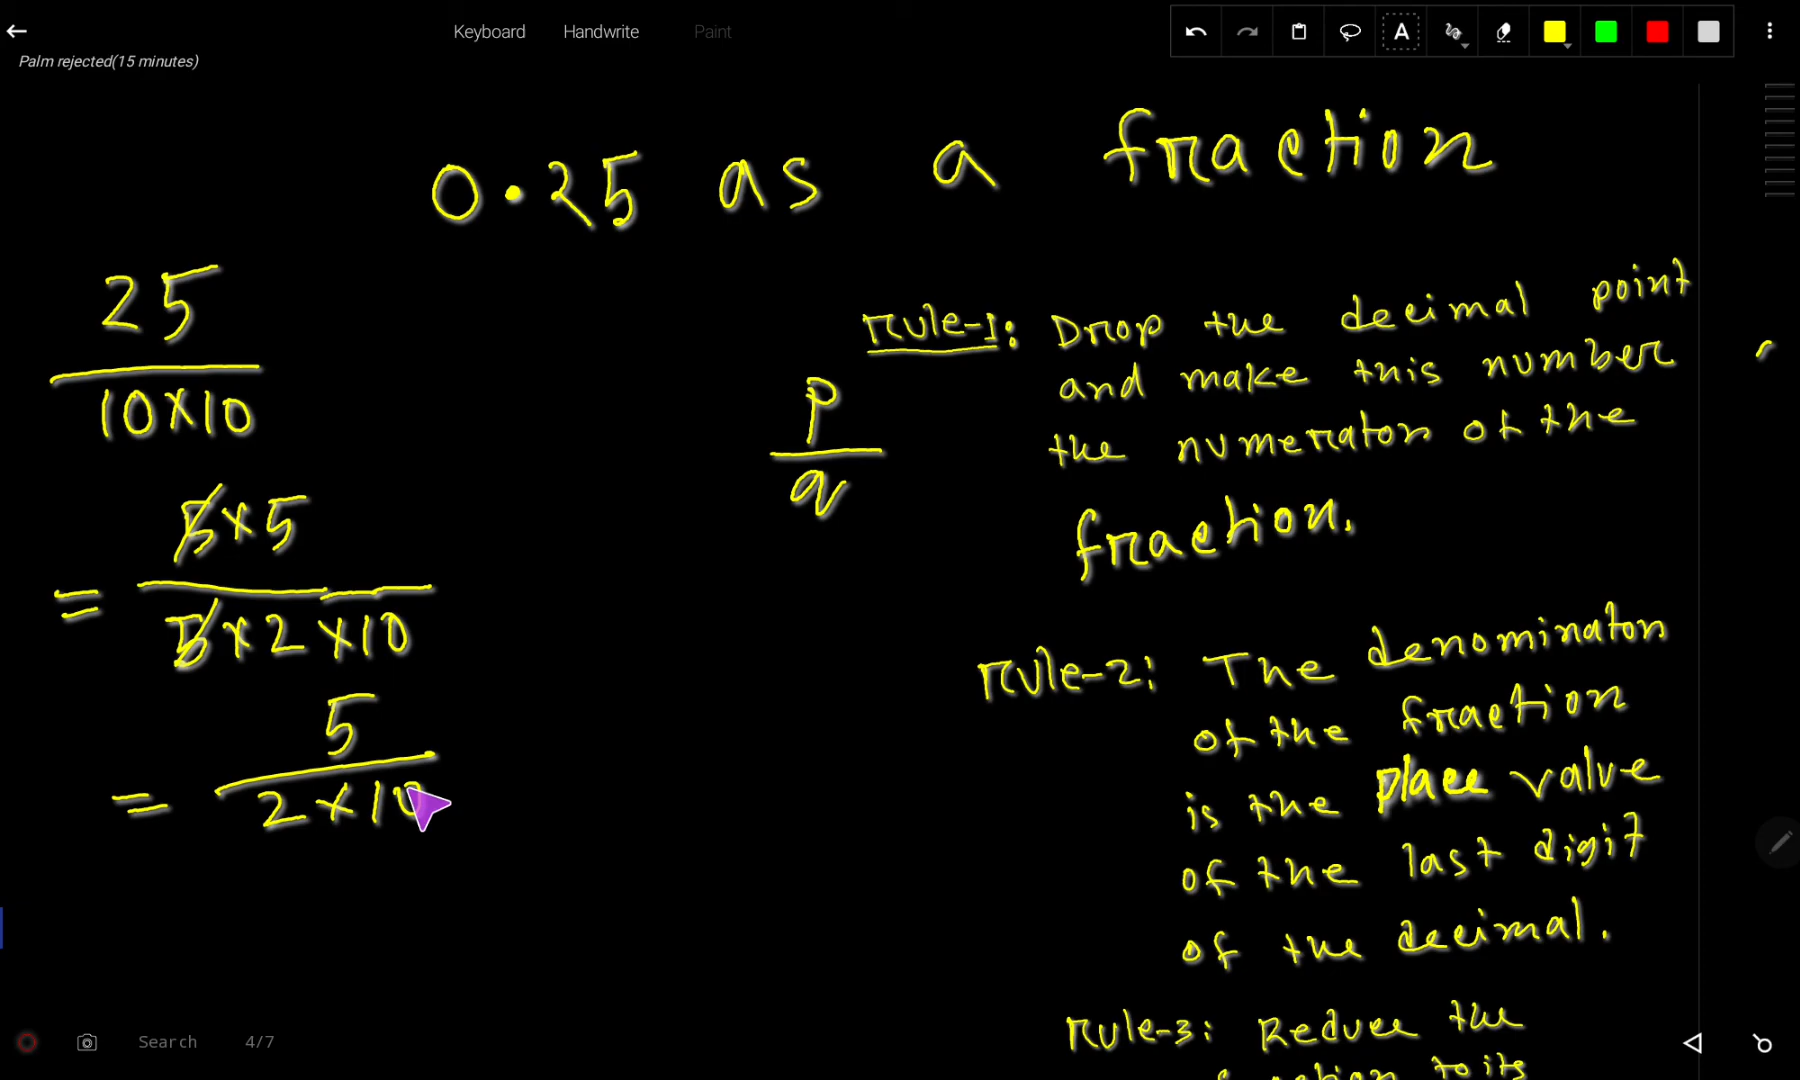 Keyboard Handwrite Paint
Palm rejected(15 minutes)
A
0.25 as a fraction
25
10×10
= 5×5
5×2×10
= 5
2×10
p
q
Rule-1: Drop the decimal point
and make this number
the numerator of the
fraction.
Rule-2: The denominator
of the fraction
is the place value
of the last digit
of the decimal.
Rule-3: Reduce the
to its
Search 4/7